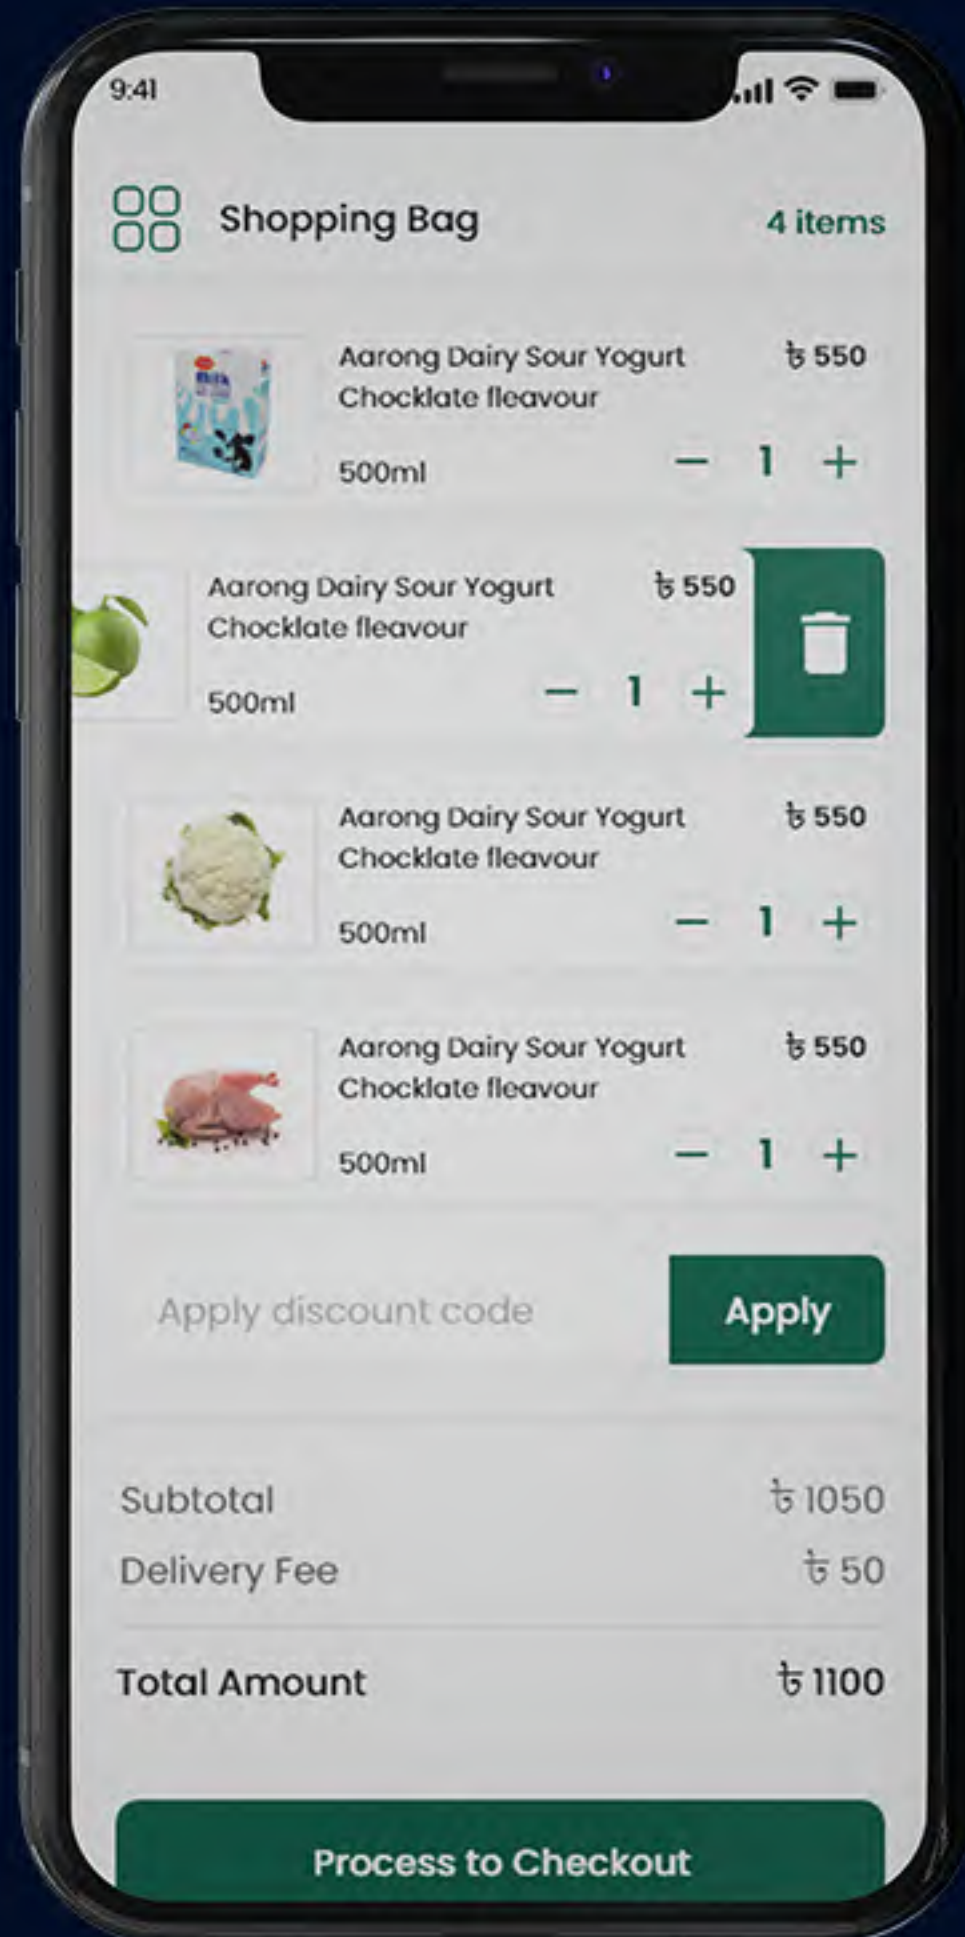 9:41
Shopping Bag
4 items
Milk
Aarong Dairy Sour Yogurt
৳ 550
Chocklate fleavour
500ml
− 1 +
Aarong Dairy Sour Yogurt
৳ 550
Chocklate fleavour
500ml
− 1 +
Aarong Dairy Sour Yogurt
৳ 550
Chocklate fleavour
500ml
− 1 +
Aarong Dairy Sour Yogurt
৳ 550
Chocklate fleavour
500ml
− 1 +
Apply discount code
Apply
Subtotal
৳ 1050
Delivery Fee
৳ 50
Total Amount
৳ 1100
Process to Checkout